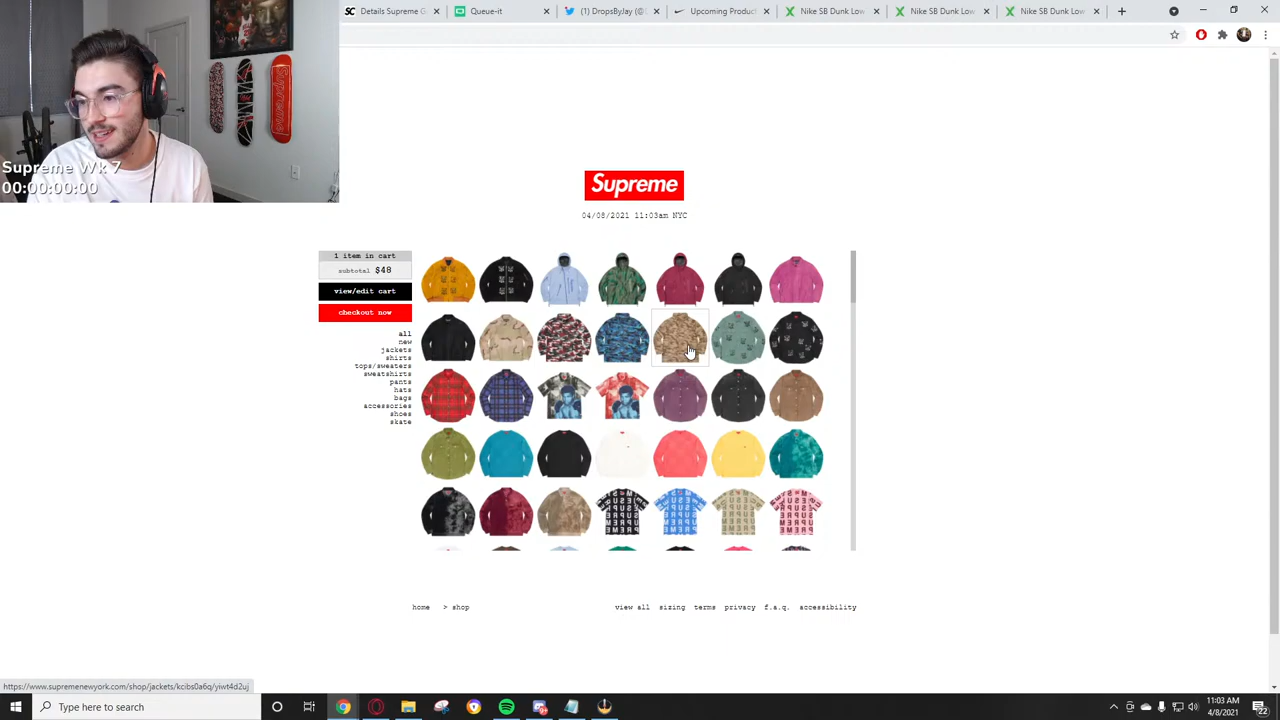 Details Supreme G
Queue-it
(1) DropsByJay (@
Upcoming Product
Nike SB Dunk Low
Nike SB Dunk Low
Nike SB Dunk Low
Supreme
Supreme Wk 7
00:00:00:00
Supreme
04/08/2021 11:03am NYC
1 item in cart
subtotal $48
view/edit cart
checkout now
all
new
jackets
shirts
tops/sweaters
sweatshirts
pants
hats
bags
accessories
shoes
skate
home > shop
view all sizing terms privacy f.a.q. accessibility
https://www.supremenewyork.com/shop/jackets/kcibs0a6q/yiwt4d2uj
Type here to search
11:03 AM
4/8/2021
22